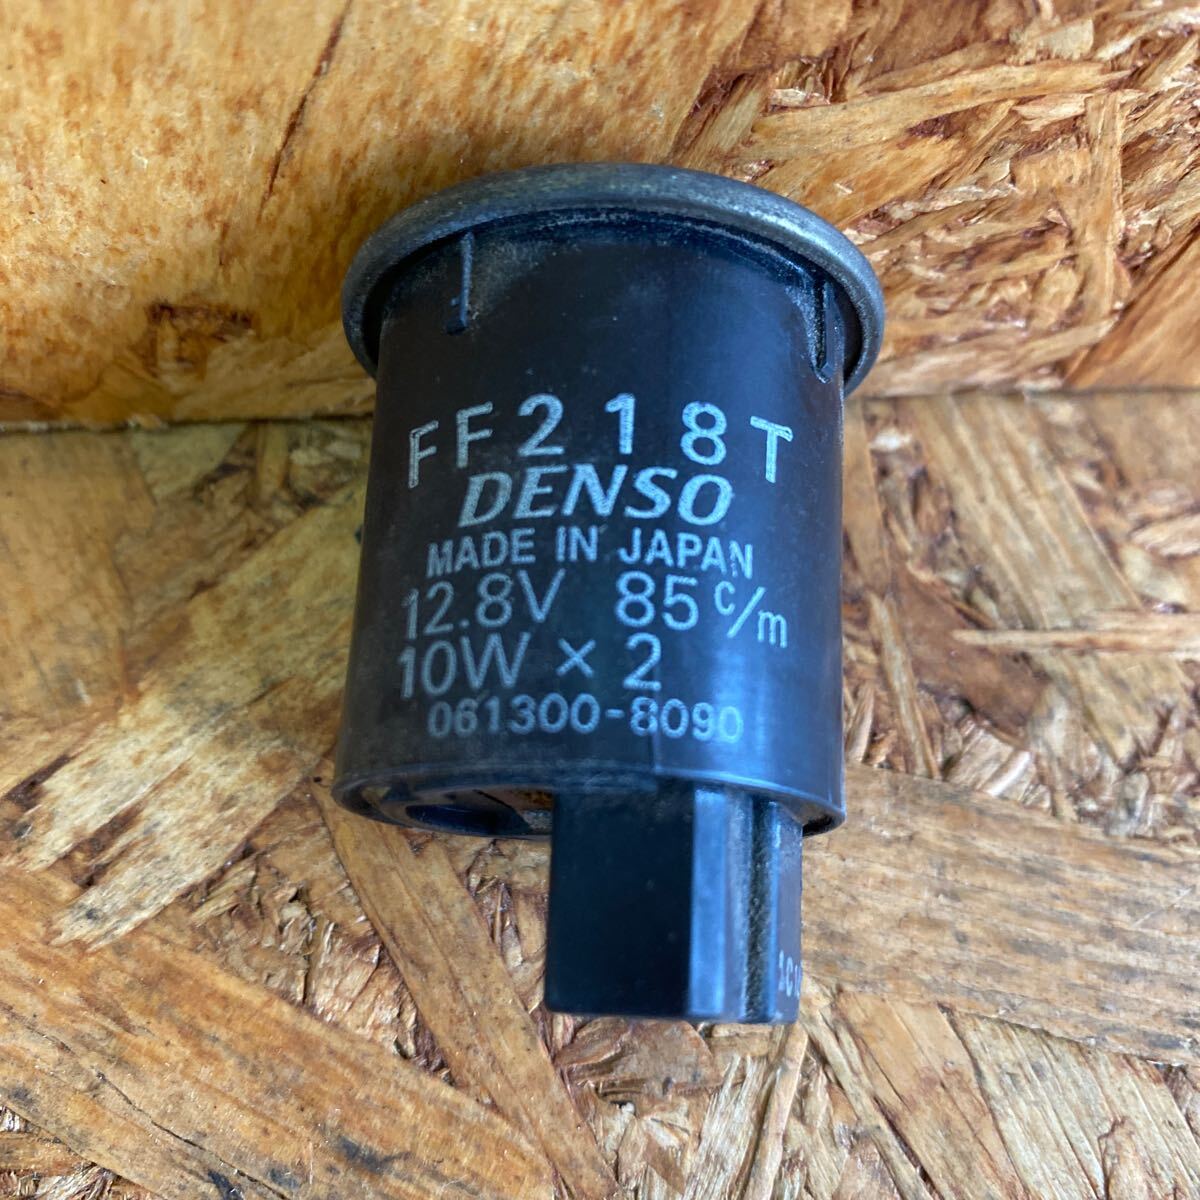 FF218T
DENSO
MADE IN JAPAN
12.8V 85c/m
10W × 2
061300-8090